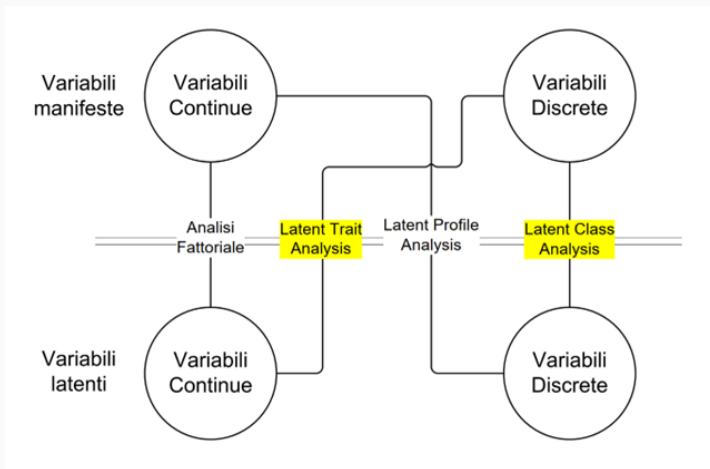 Variabili
manifeste
Variabili
Continue
Variabili
Discrete
Analisi
Fattoriale
Latent Trait
Analysis
Latent Profile
Analysis
Latent Class
Analysis
Variabili
latenti
Variabili
Continue
Variabili
Discrete